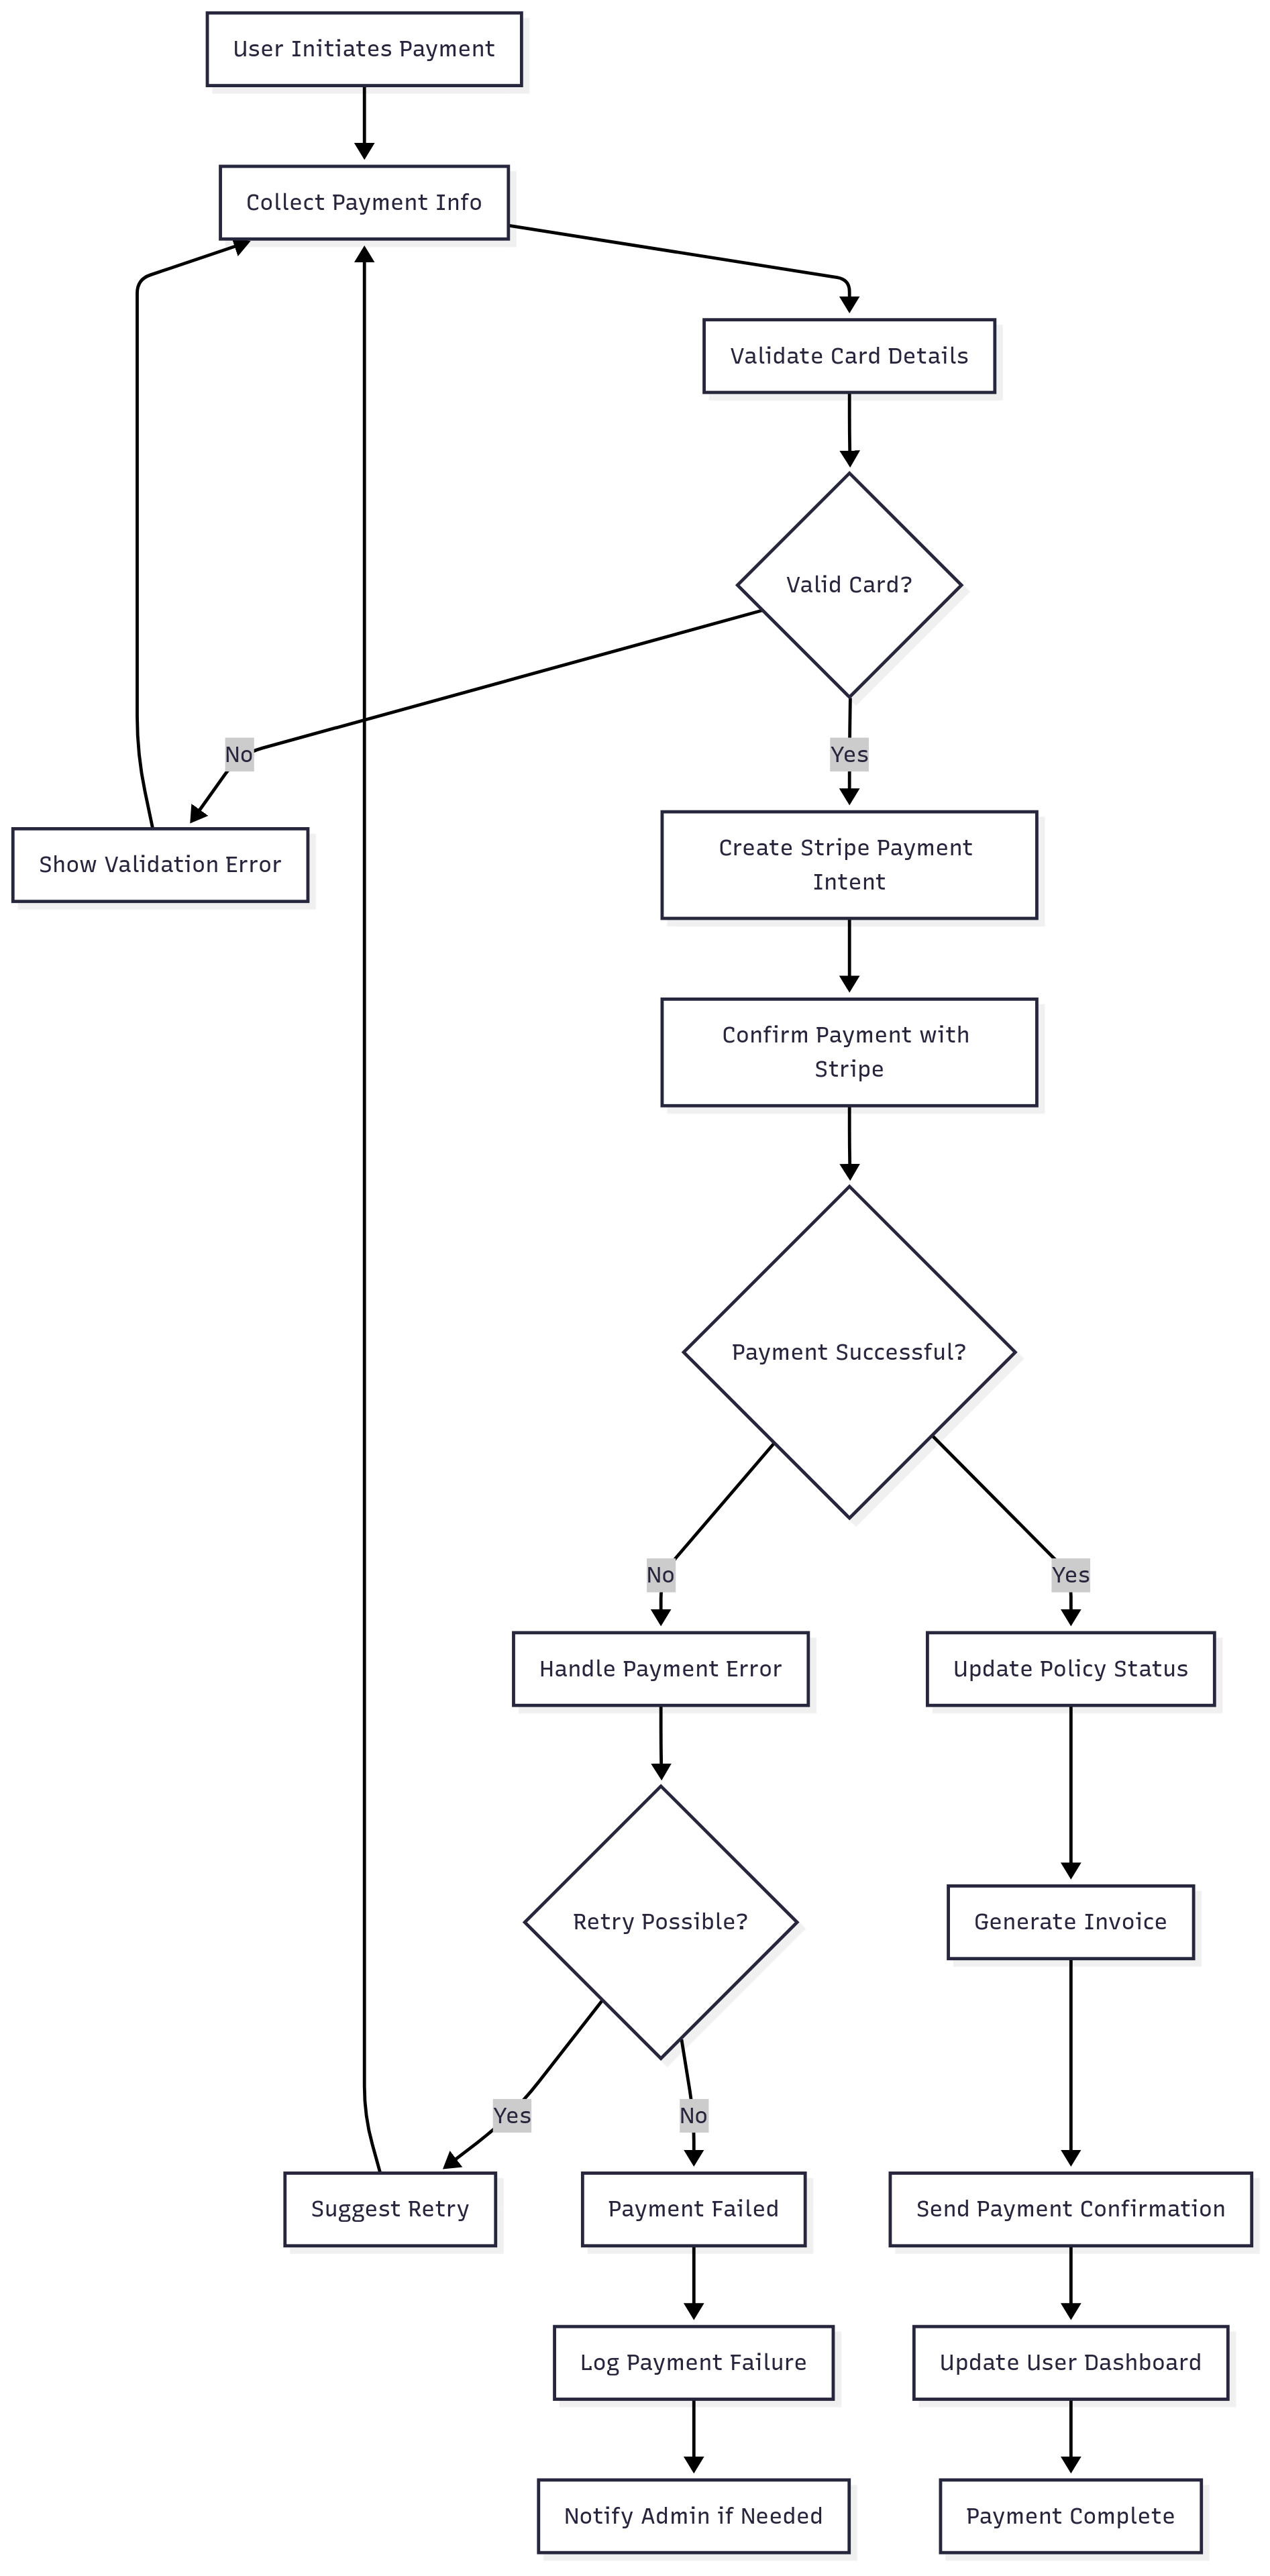 User Initiates Payment
Collect Payment Info
Validate Card Details
Valid Card?
No
Yes
Show Validation Error
Create Stripe Payment
Intent
Confirm Payment with
Stripe
Payment Successful?
No
Yes
Handle Payment Error
Update Policy Status
Retry Possible?
Generate Invoice
Yes
No
Suggest Retry
Payment Failed
Send Payment Confirmation
Log Payment Failure
Update User Dashboard
Notify Admin if Needed
Payment Complete